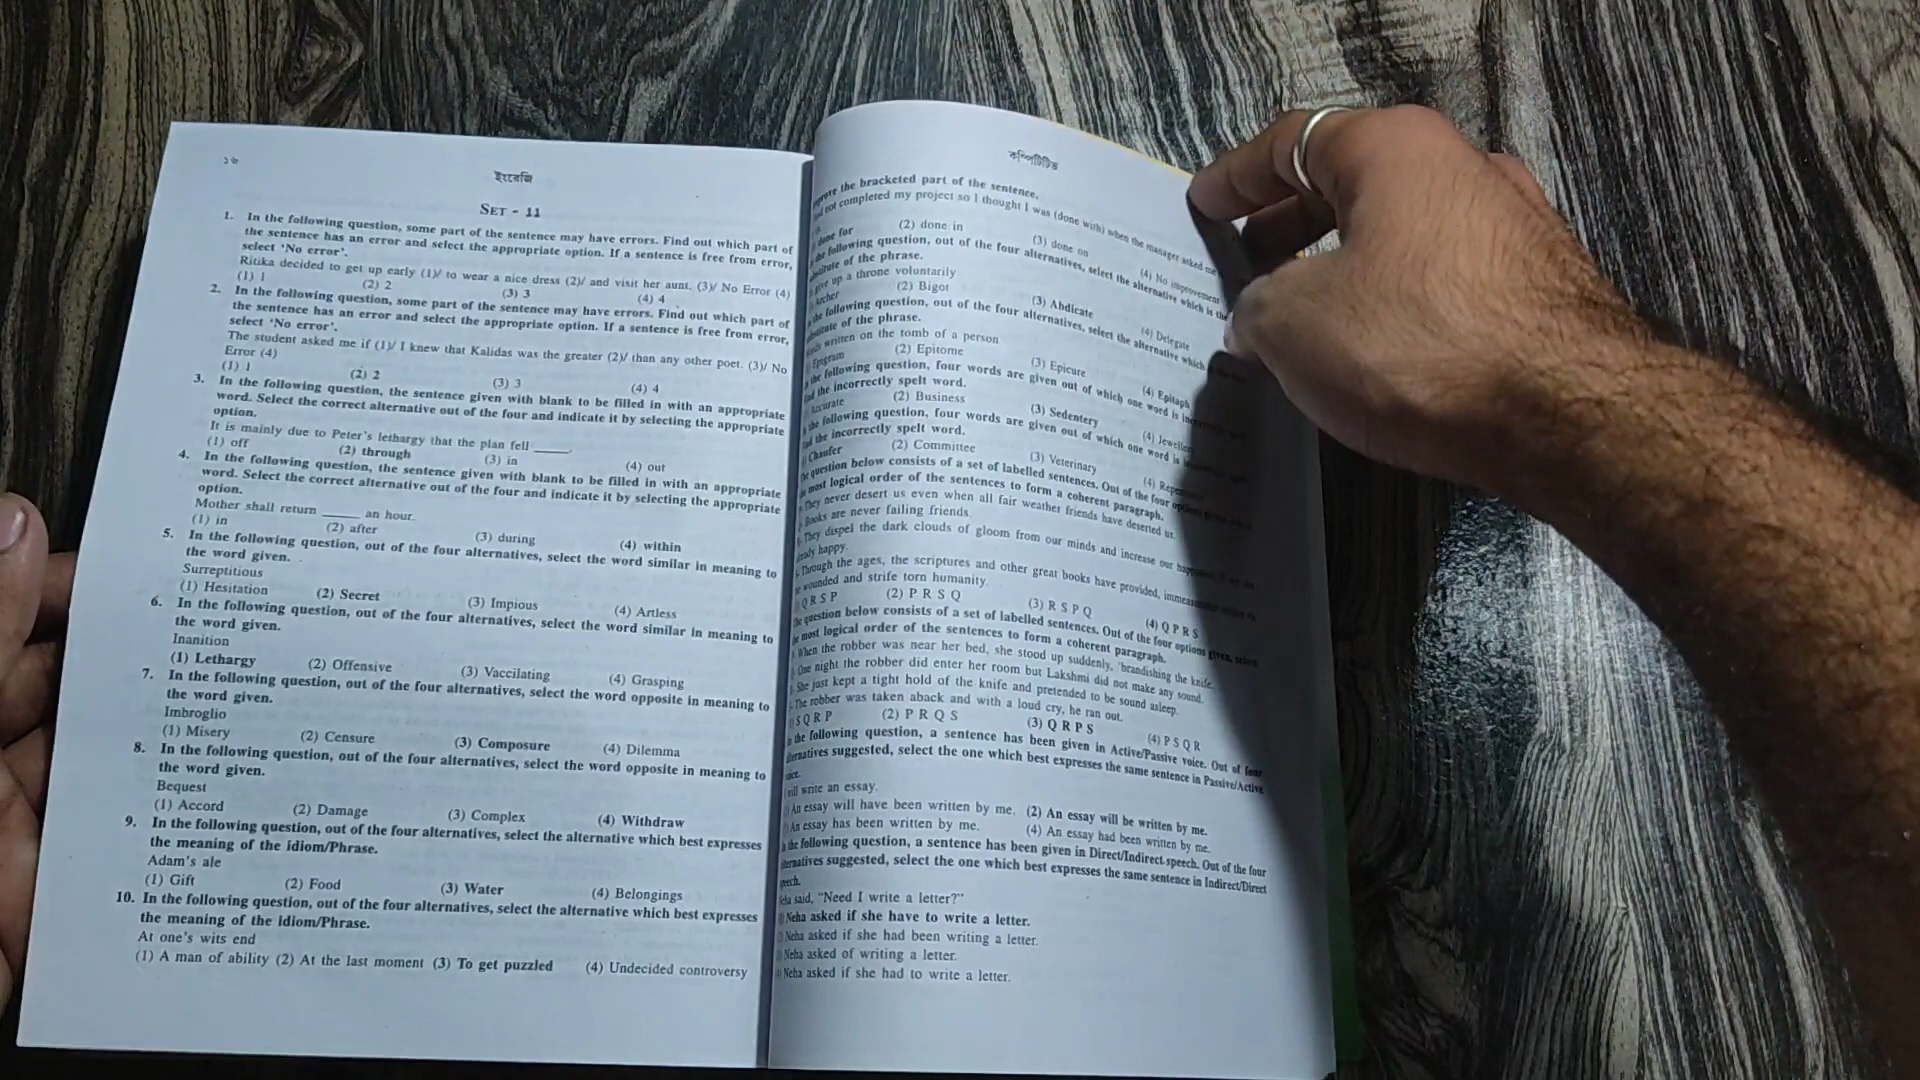 ১৬
ইংরেজি
SET - 11
1. In the following question, some part of the sentence may have errors. Find out which part of
the sentence has an error and select the appropriate option. If a sentence is free from error,
select 'No error'.
Ritika decided to get up early (1)/ to wear a nice dress (2)/ and visit her aunt. (3)/ No Error (4)
(1) 1 (2) 2 (3) 3 (4) 4
2. In the following question, some part of the sentence may have errors. Find out which part of
the sentence has an error and select the appropriate option. If a sentence is free from error,
select 'No error'.
The student asked me if (1)/ I knew that Kalidas was the greater (2)/ than any other poet. (3)/ No
Error (4)
(1) 1 (2) 2 (3) 3 (4) 4
3. In the following question, the sentence given with blank to be filled in with an appropriate
word. Select the correct alternative out of the four and indicate it by selecting the appropriate
option.
It is mainly due to Peter's lethargy that the plan fell _____.
(1) off (2) through (3) in (4) out
4. In the following question, the sentence given with blank to be filled in with an appropriate
word. Select the correct alternative out of the four and indicate it by selecting the appropriate
option.
Mother shall return _____ an hour.
(1) in (2) after (3) during (4) within
5. In the following question, out of the four alternatives, select the word similar in meaning to
the word given.
Surreptitious
(1) Hesitation (2) Secret (3) Impious (4) Artless
6. In the following question, out of the four alternatives, select the word similar in meaning to
the word given.
Inanition
(1) Lethargy (2) Offensive (3) Vaccilating (4) Grasping
7. In the following question, out of the four alternatives, select the word opposite in meaning to
the word given.
Imbroglio
(1) Misery (2) Censure (3) Composure (4) Dilemma
8. In the following question, out of the four alternatives, select the word opposite in meaning to
the word given.
Bequest
(1) Accord (2) Damage (3) Complex (4) Withdraw
9. In the following question, out of the four alternatives, select the alternative which best expresses
the meaning of the idiom/Phrase.
Adam's ale
(1) Gift (2) Food (3) Water (4) Belongings
10. In the following question, out of the four alternatives, select the alternative which best expresses
the meaning of the Idiom/Phrase.
At one's wits end
(1) A man of ability (2) At the last moment (3) To get puzzled (4) Undecided controversy
কম্পিটিটিভ
the bracketed part of the sentence.
not completed my project so I thought I was (done with) when the manager asked me
done for (2) done in (3) done on (4) No improvement
the following question, out of the four alternatives, select the alternative which is the
of the phrase.
give up a throne voluntarily
Archer (2) Bigot (3) Abdicate (4) Delegate
the following question, out of the four alternatives, select the alternative which
of the phrase.
written on the tomb of a person
Epigram (2) Epitome (3) Epicure (4) Epitaph
the following question, four words are given out of which one word is
the incorrectly spelt word.
Accurate (2) Business (3) Sedentery (4)
the following question, four words are given out of which one word is
the incorrectly spelt word.
Chaufer (2) Committee (3) Veterinary (4)
question below consists of a set of labelled sentences. Out of the four options
most logical order of the sentences to form a coherent paragraph.
They never desert us even when all fair weather friends have deserted us.
Books are never failing friends.
They dispel the dark clouds of gloom from our minds and increase our
happy.
Through the ages, the scriptures and other great books have provided,
wounded and strife torn humanity.
Q R S P (2) P R S Q (3) R S P Q (4) Q P R S
question below consists of a set of labelled sentences. Out of the four options given, select
most logical order of the sentences to form a coherent paragraph.
When the robber was near her bed, she stood up suddenly, brandishing the knife.
One night the robber did enter her room but Lakshmi did not make any sound.
She just kept a tight hold of the knife and pretended to be sound asleep.
The robber was taken aback and with a loud cry, he ran out.
S Q R P (2) P R Q S (3) Q R P S (4) P S Q R
the following question, a sentence has been given in Active/Passive voice. Out of four
suggested, select the one which best expresses the same sentence in Passive/Active
will write an essay.
An essay will have been written by me. (2) An essay will be written by me.
An essay has been written by me. (4) An essay had been written by me.
the following question, a sentence has been given in Direct/Indirect speech. Out of the four
suggested, select the one which best expresses the same sentence in Indirect/Direct
said, "Need I write a letter?"
Neha asked if she have to write a letter.
Neha asked if she had been writing a letter.
Neha asked of writing a letter.
Neha asked if she had to write a letter.